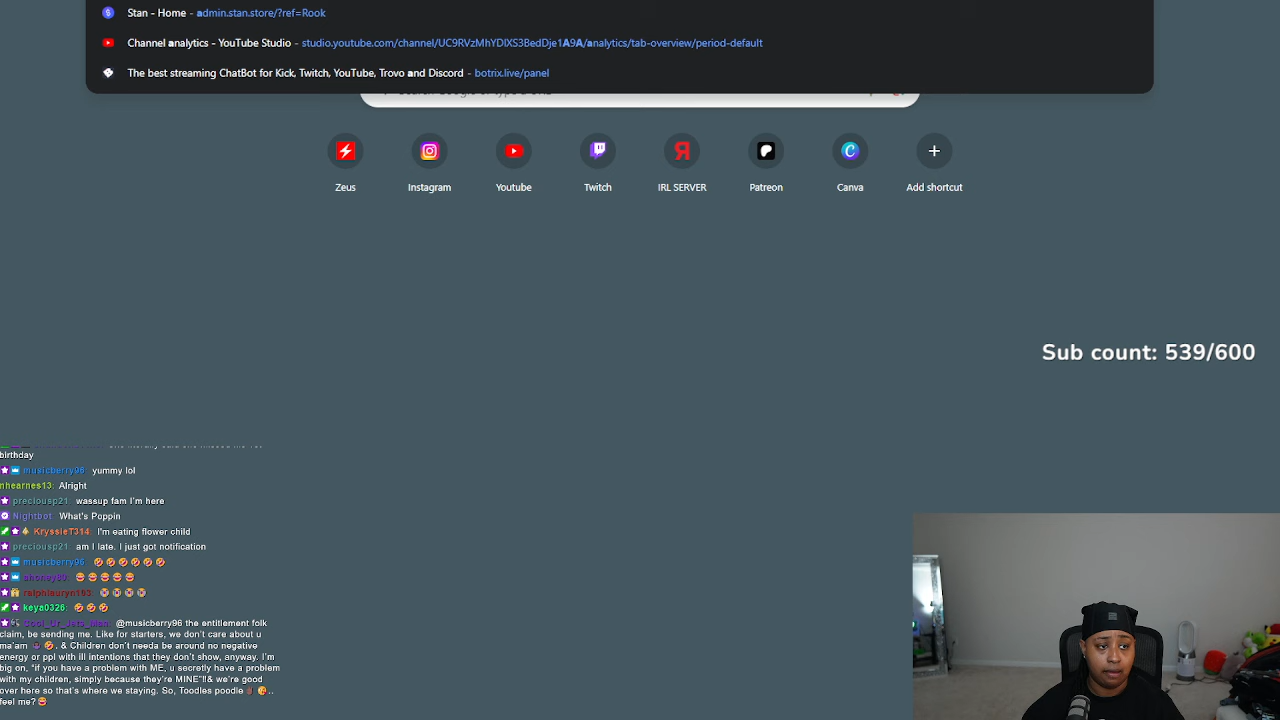 Stan - Home - admin.stan.store/?ref=Rook
Channel analytics - YouTube Studio - studio.youtube.com/channel/UC9RVzMhYDlXS3BedDje1A9A/analytics/tab-overview/period-default
The best streaming ChatBot for Kick, Twitch, YouTube, Trovo and Discord - botrix.live/panel
Zeus
Instagram
Youtube
Twitch
IRL SERVER
Patreon
Canva
Add shortcut
Sub count: 539/600
birthday
musicberry96: yummy lol
nhearnes13: Alright
preciousp21: wassup fam I'm here
Nightbot: What's Poppin
KryssieT314: I'm eating flower child
preciousp21: am I late. I just got notification
musicberry96: 🤣🤣🤣🤣🤣🤣
shoney80: 😂😂😂😂😂
ralphlauryn103:
keya0326: 🤣🤣🤣
Cool_Ur_Jets_Man: @musicberry96 the entitlement folk
claim, be sending me. Like for starters, we don't care about u
ma'am 🤣, & Children don't needa be around no negative
energy or ppl with ill intentions that they don't show, anyway. I'm
big on, "if you have a problem with ME, u secretly have a problem
with my children, simply because they're MINE"!!& we're good
over here so that's where we staying. So, Toodles poodle 😘..
feel me?😂